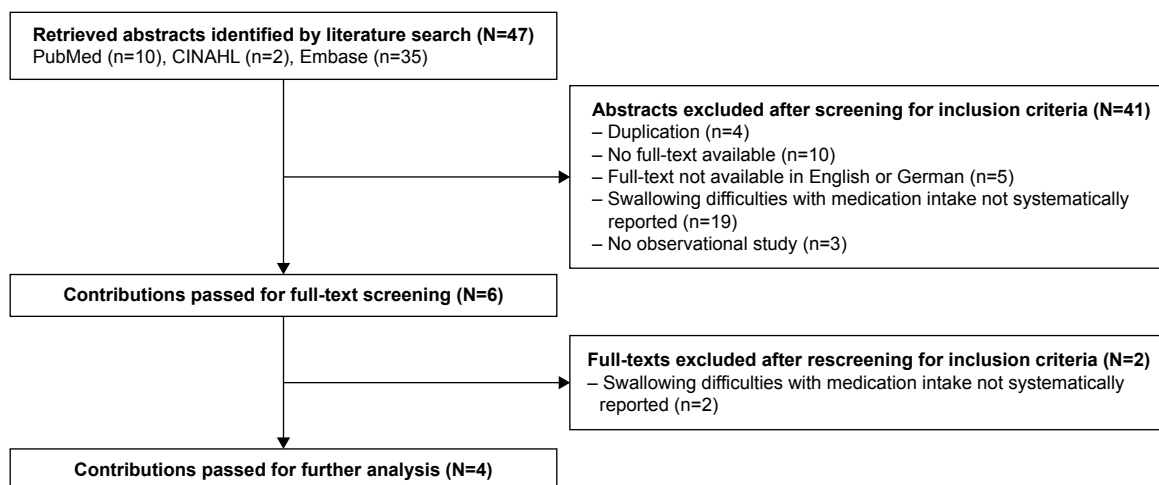 Retrieved abstracts identified by literature search (N=47)
PubMed (n=10), CINAHL (n=2), Embase (n=35)
Abstracts excluded after screening for inclusion criteria (N=41)
– Duplication (n=4)
– No full-text available (n=10)
– Full-text not available in English or German (n=5)
– Swallowing difficulties with medication intake not systematically
reported (n=19)
– No observational study (n=3)
Contributions passed for full-text screening (N=6)
Full-texts excluded after rescreening for inclusion criteria (N=2)
– Swallowing difficulties with medication intake not systematically
reported (n=2)
Contributions passed for further analysis (N=4)